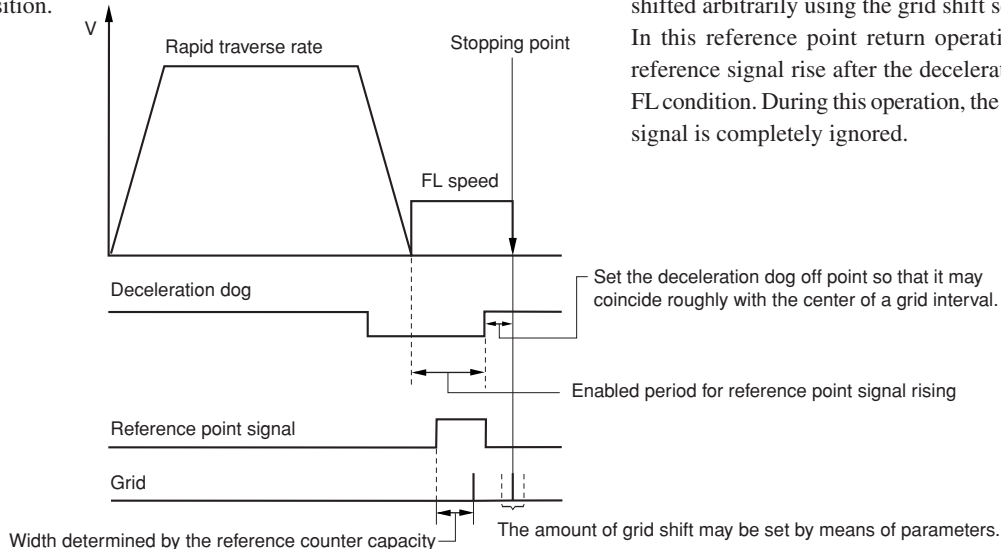 sition.
shifted arbitrarily using the grid shift s
In this reference point return operati
reference signal rise after the decelerat
FL condition. During this operation, the
signal is completely ignored.
V
Rapid traverse rate
Stopping point
FL speed
Deceleration dog
Set the deceleration dog off point so that it may
coincide roughly with the center of a grid interval.
Enabled period for reference point signal rising
Reference point signal
Grid
Width determined by the reference counter capacity
The amount of grid shift may be set by means of parameters.